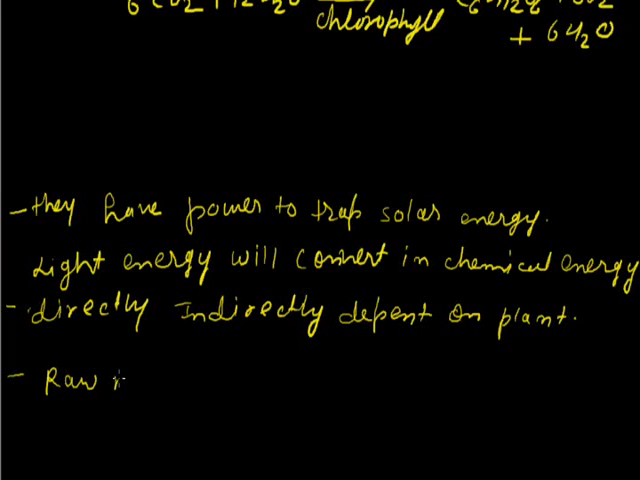 chlorophyll
+ 6H2O
- they have power to trap solar energy.
Light energy will convert in chemical energy
- directly Indirectly depent on plant.
- Raw